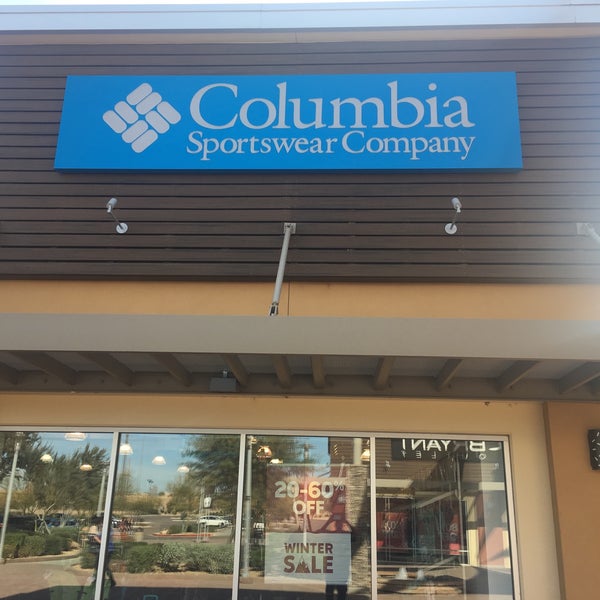 Columbia
Sportswear Company
20-60%
OFF
WINTER
SALE